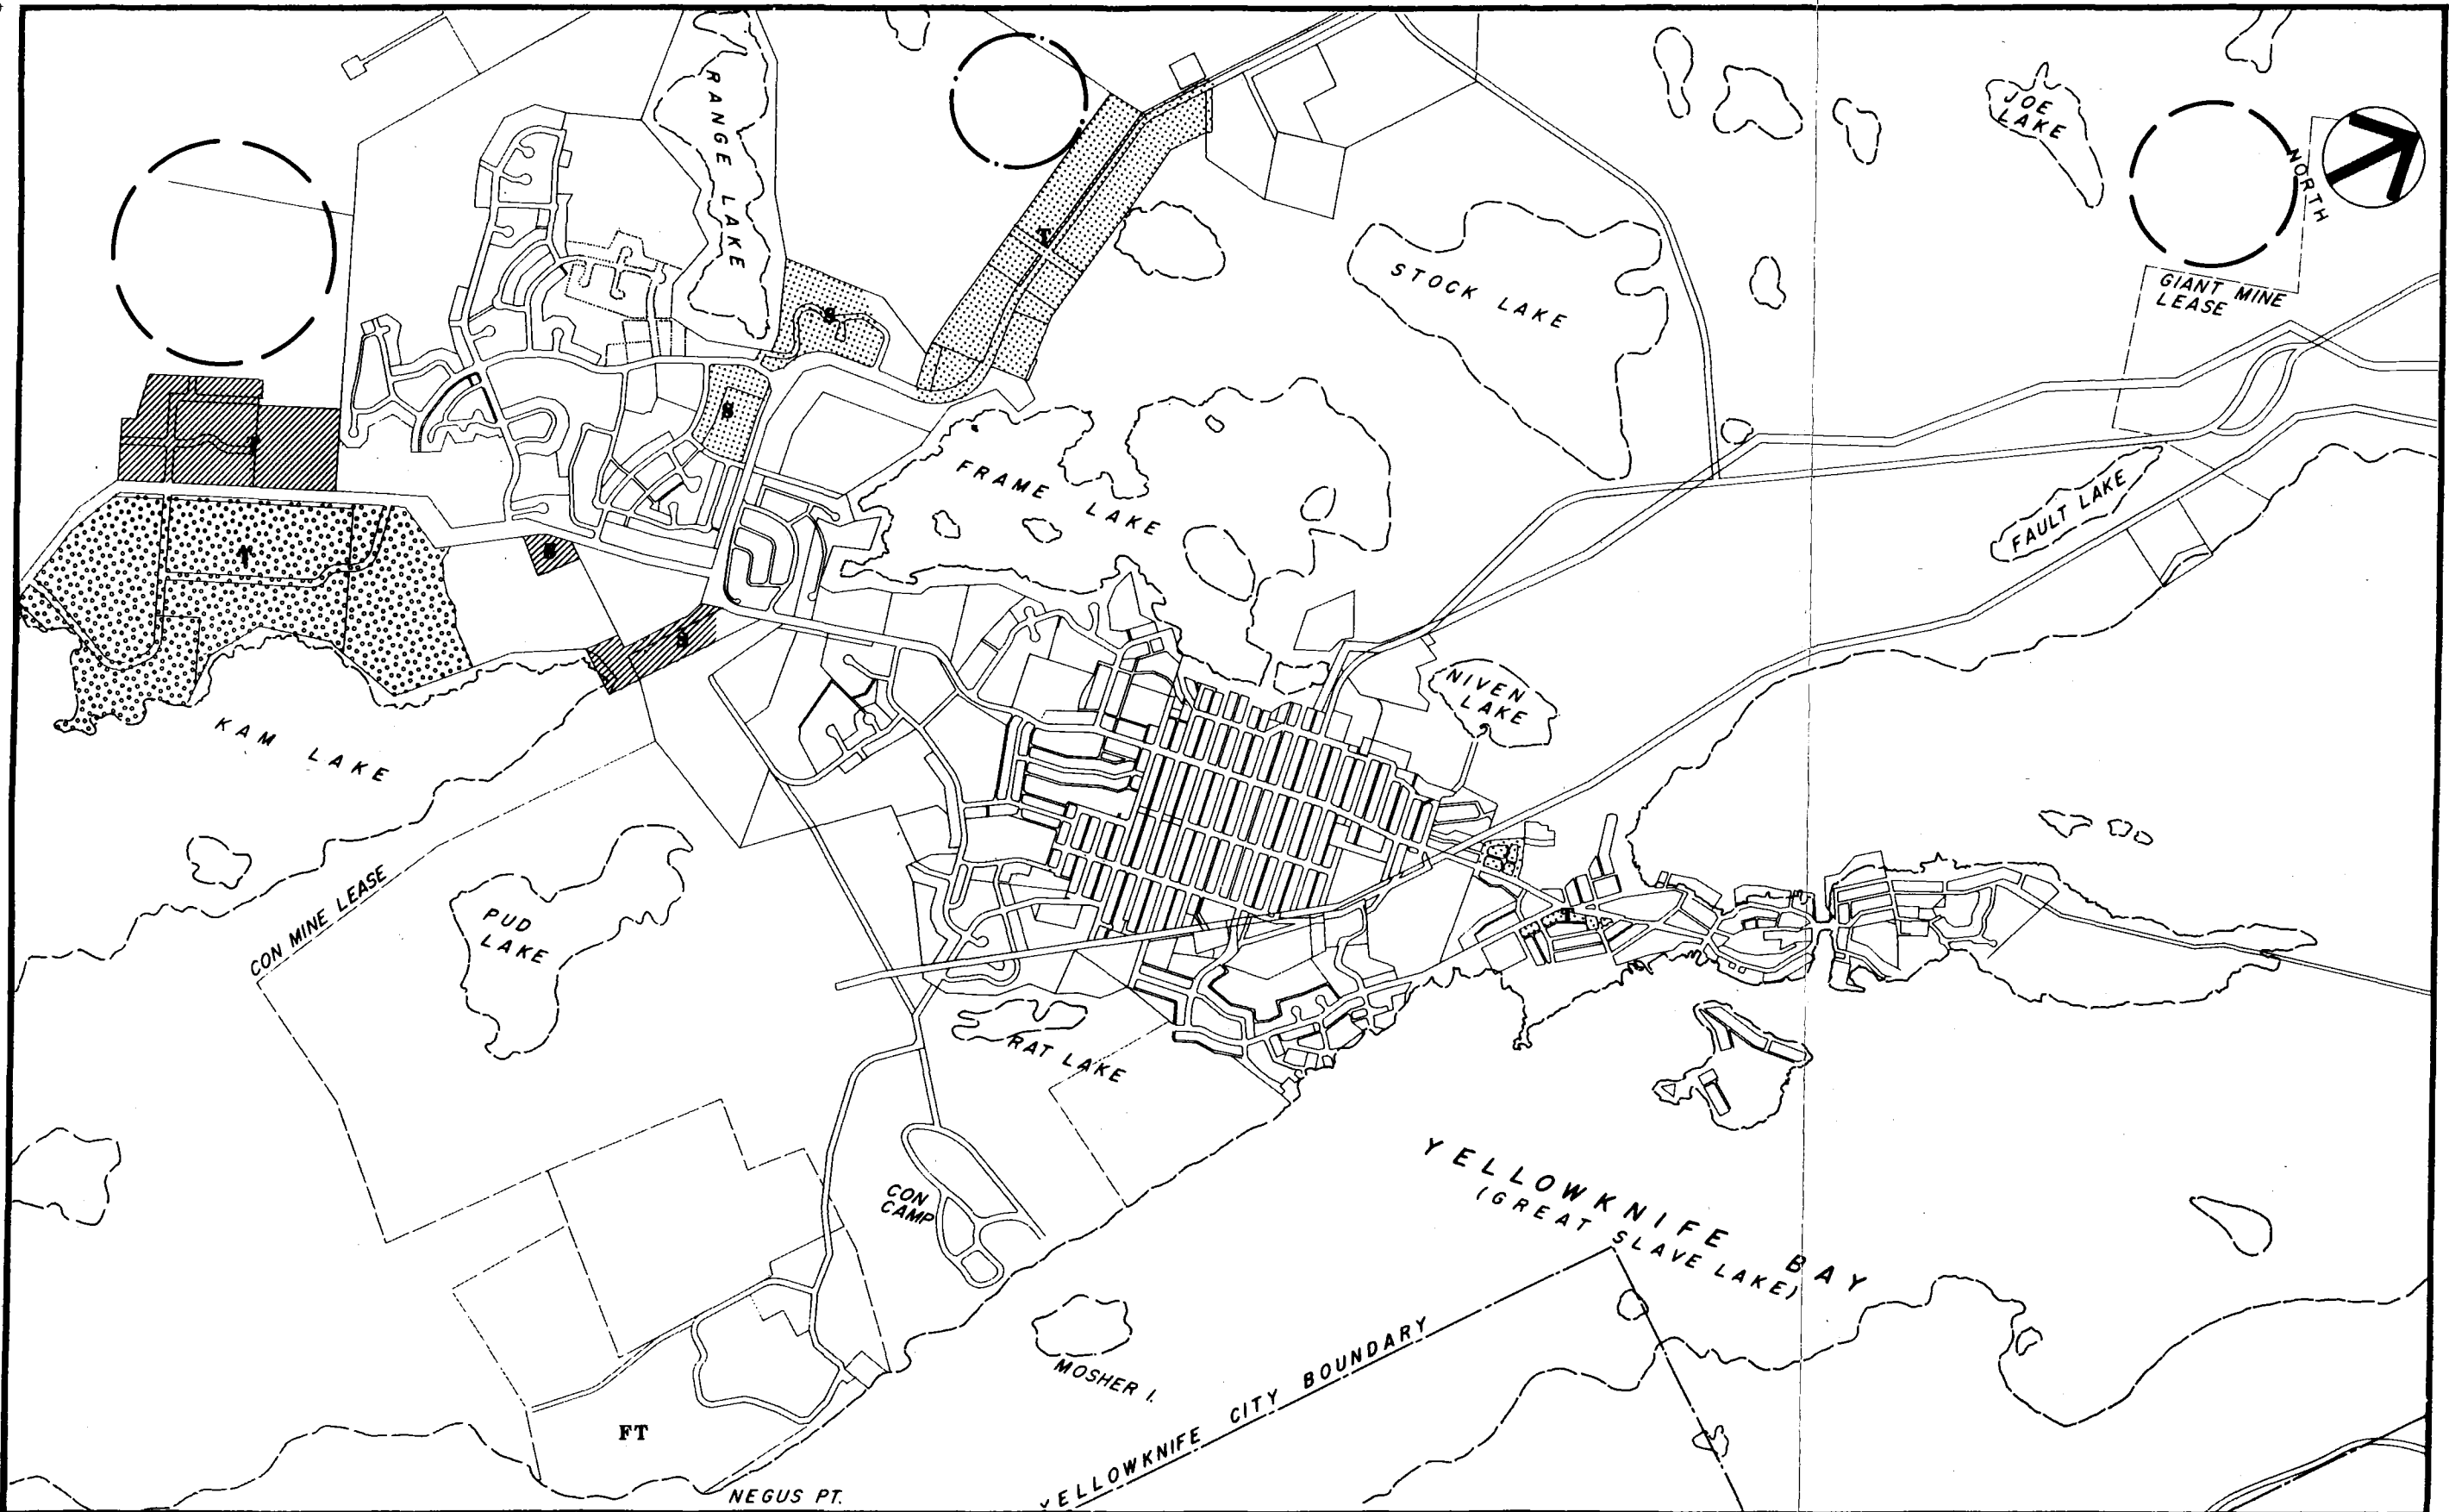 RANGE LAKE
JOE
LAKE
NORTH
T
STOCK LAKE
GIANT MINE
LEASE
S
S
T
FRAME LAKE
FAULT LAKE
T
S
S
NIVEN
LAKE
KAM LAKE
CON MINE LEASE
PUD
LAKE
T
RAT LAKE
CON
CAMP
YELLOWKNIFE BAY
(GREAT SLAVE LAKE)
MOSHER I.
YELLOWKNIFE CITY BOUNDARY
FT
NEGUS PT.